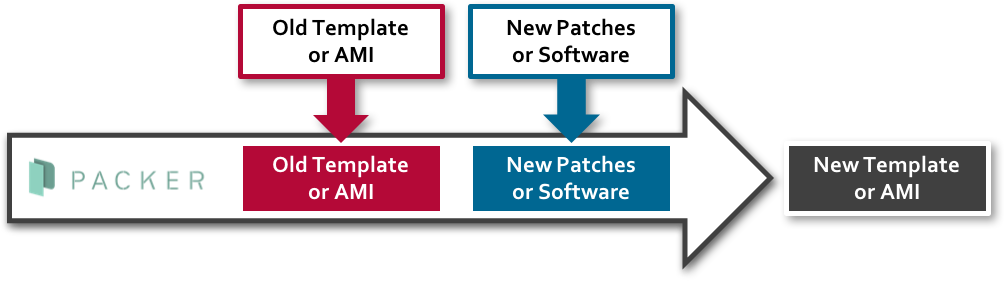 Old Template
or AMI
New Patches
or Software
PACKER
Old Template
or AMI
New Patches
or Software
New Template
or AMI